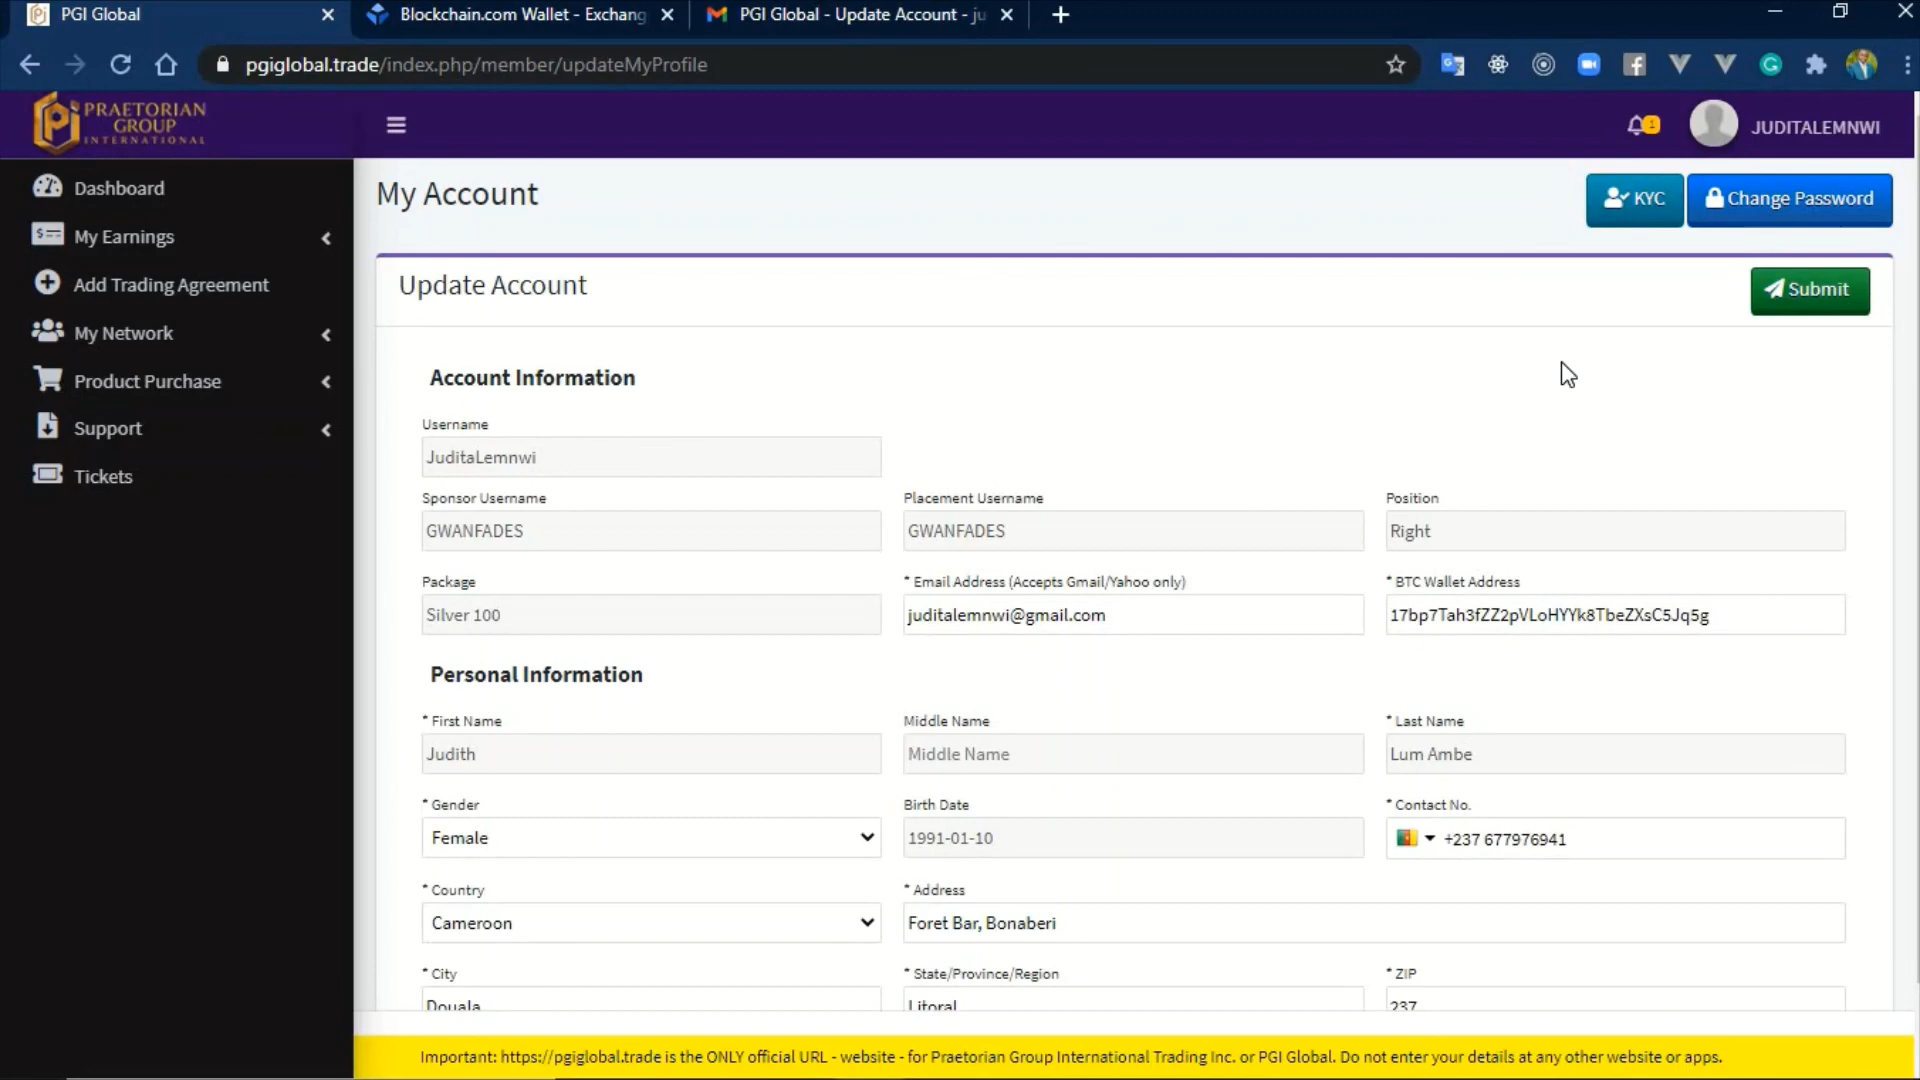 PGI Global
Blockchain.com Wallet - Exchang
PGI Global - Update Account - ju
pgiglobal.trade/index.php/member/updateMyProfile
PRAETORIAN
GROUP
INTERNATIONAL
1
JUDITALEMNWI
Dashboard
My Earnings
Add Trading Agreement
My Network
Product Purchase
Support
Tickets
My Account
KYC
Change Password
Update Account
Submit
Account Information
Username
JuditaLemnwi
Sponsor Username
Placement Username
Position
GWANFADES
GWANFADES
Right
Package
* Email Address (Accepts Gmail/Yahoo only)
* BTC Wallet Address
Silver 100
juditalemnwi@gmail.com
17bp7Tah3fZZ2pVLoHYYk8TbeZXsC5Jq5g
Personal Information
* First Name
Middle Name
* Last Name
Judith
Middle Name
Lum Ambe
* Gender
Birth Date
* Contact No.
Female
1991-01-10
+237 677976941
* Country
* Address
Cameroon
Foret Bar, Bonaberi
* City
* State/Province/Region
* ZIP
Douala
Litoral
237
Important: https://pgiglobal.trade is the ONLY official URL - website - for Praetorian Group International Trading Inc. or PGI Global. Do not enter your details at any other website or apps.